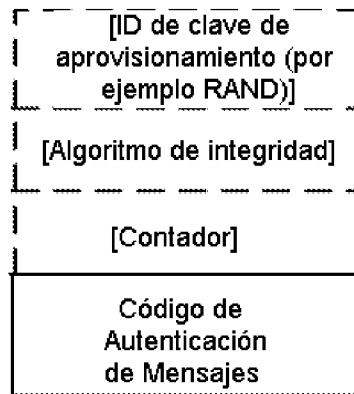 [ID de clave de
aprovisionamiento (por
ejemplo RAND)]
[Algoritmo de integridad]
[Contador]
Código de
Autenticación
de Mensajes